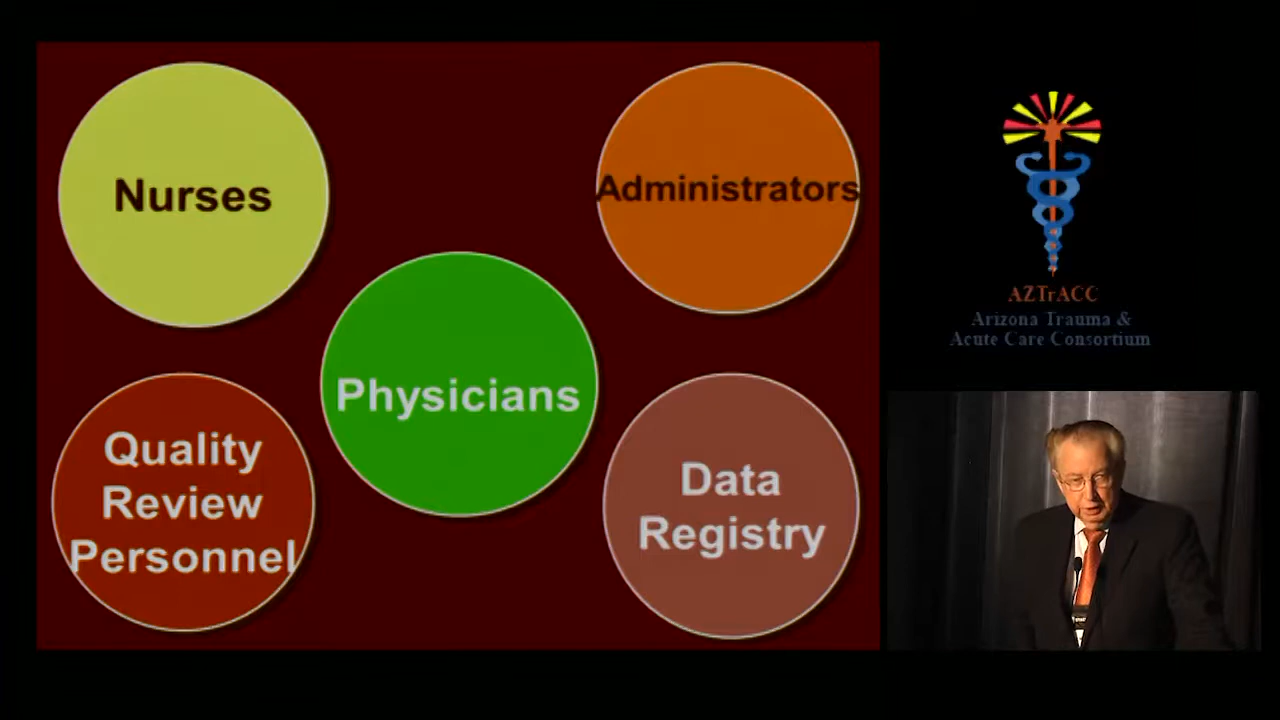 Nurses
Administrators
Physicians
Quality
Review
Personnel
Data
Registry
AZTrACC
Arizona Trauma &
Acute Care Consortium